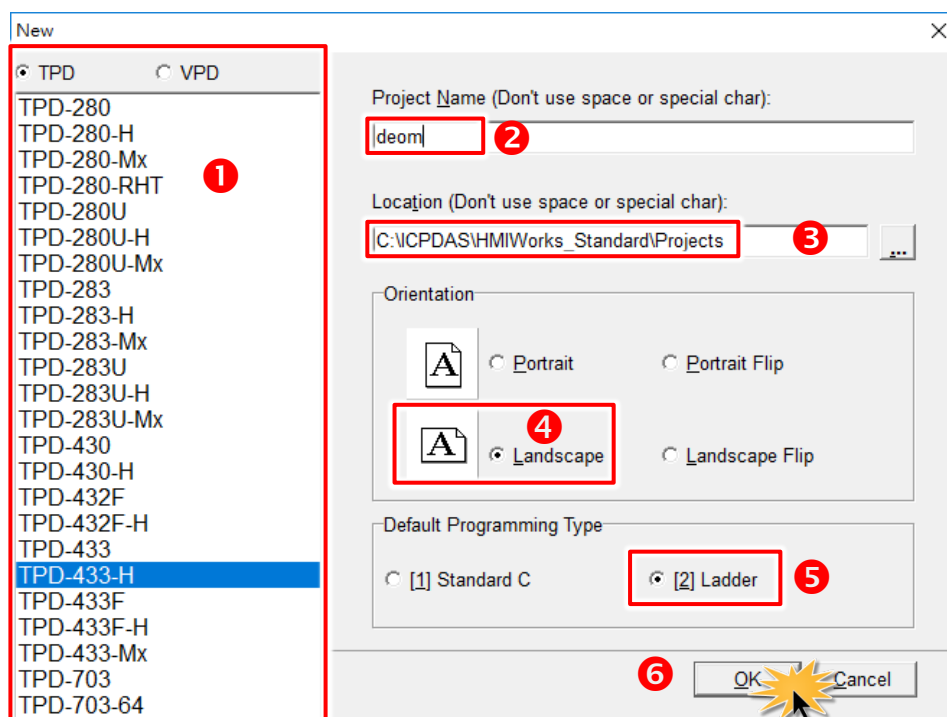 New
TPD VPD
TPD-280
TPD-280-H
TPD-280-Mx
TPD-280-RHT
TPD-280U
TPD-280U-H
TPD-280U-Mx
TPD-283
TPD-283-H
TPD-283-Mx
TPD-283U
TPD-283U-H
TPD-283U-Mx
TPD-430
TPD-430-H
TPD-432F
TPD-432F-H
TPD-433
TPD-433-H
TPD-433F
TPD-433F-H
TPD-433-Mx
TPD-703
TPD-703-64
1
Project Name (Don't use space or special char):
deom 2
Location (Don't use space or special char):
C:\ICPDAS\HMIWorks_Standard\Projects 3 ...
Orientation
A Portrait Portrait Flip
4
A Landscape Landscape Flip
Default Programming Type
[1] Standard C [2] Ladder 5
6 OK Cancel